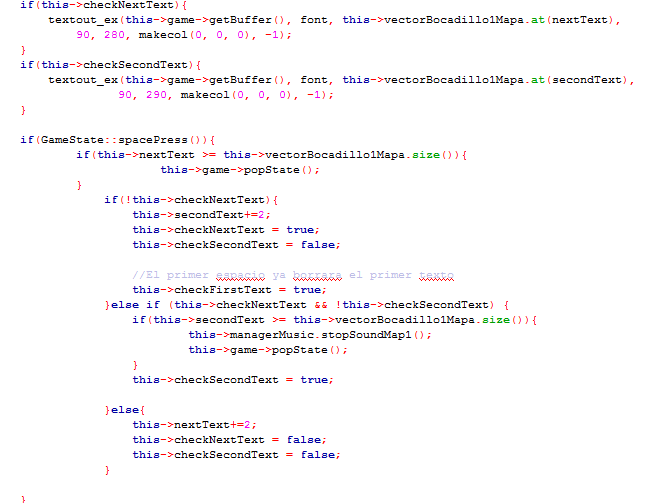 if(this->checkNextText){
textout_ex(this->game->getBuffer(), font, this->vectorBocadillo1Mapa.at(nextText),
90, 280, makecol(0, 0, 0), -1);
}
if(this->checkSecondText){
textout_ex(this->game->getBuffer(), font, this->vectorBocadillo1Mapa.at(secondText),
90, 290, makecol(0, 0, 0), -1);
}
if(GameState::spacePress()){
if(this->nextText >= this->vectorBocadillo1Mapa.size()){
this->game->popState();
}
if(!this->checkNextText){
this->secondText+=2;
this->checkNextText = true;
this->checkSecondText = false;
//El primer espacio ya borrara el primer texto
this->checkFirstText = true;
}else if (this->checkNextText && !this->checkSecondText) {
if(this->secondText >= this->vectorBocadillo1Mapa.size()){
this->managerMusic.stopSoundMap1();
this->game->popState();
}
this->checkSecondText = true;
}else{
this->nextText+=2;
this->checkNextText = false;
this->checkSecondText = false;
}
}